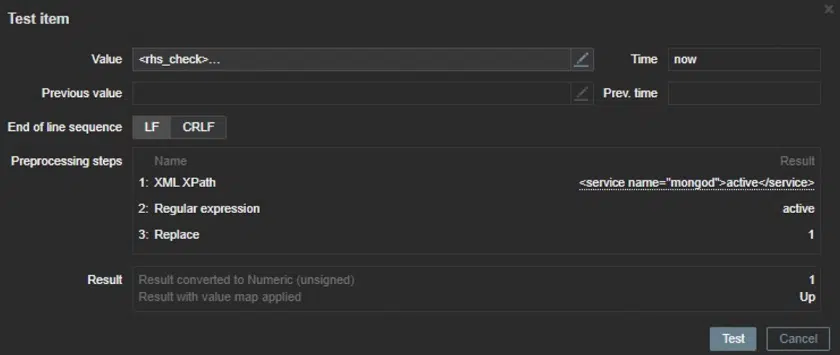 Test item
Value <rhs_check>... Time now
Previous value Prev. time
End of line sequence LF CRLF
Preprocessing steps Name Result
1: XML XPath <service name="mongod">active</service>
2: Regular expression active
3: Replace 1
Result Result converted to Numeric (unsigned) 1
Result with value map applied Up
Test Cancel